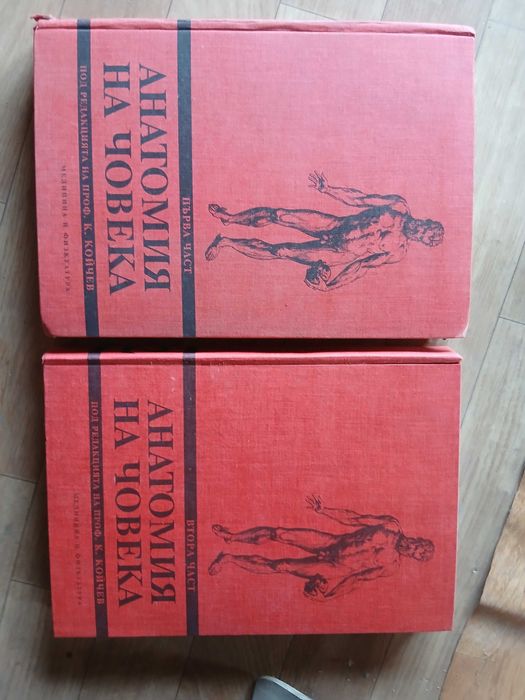 АНАТОМИЯ
НА ЧОВЕКА
ПОД РЕДАКЦИЯТА НА ПРОФ. К. КОЙЧЕВ
ПЪРВА ЧАСТ
МЕДИЦИНА И ФИЗКУЛТУРА
АНАТОМИЯ
НА ЧОВЕКА
ПОД РЕДАКЦИЯТА НА ПРОФ. К. КОЙЧЕВ
ВТОРА ЧАСТ
МЕДИЦИНА И ФИЗКУЛТУРА